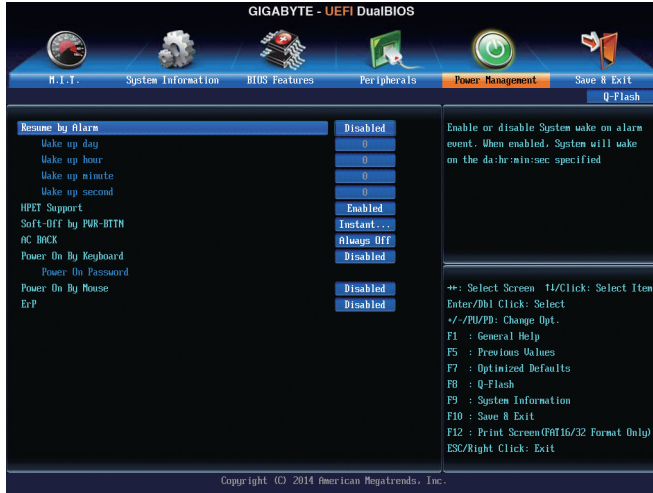 GIGABYTE - UEFI DualBIOS
M.I.T. System Information BIOS Features Peripherals Power Management Save & Exit
Q-Flash
Resume by Alarm Disabled
Wake up day 0
Wake up hour 0
Wake up minute 0
Wake up second 0
HPET Support Enabled
Soft-Off by PWR-BTTN Instant...
AC BACK Always Off
Power On By Keyboard Disabled
Power On Password
Power On By Mouse Disabled
ErP Disabled
Enable or disable System wake on alarm
event. When enabled, System will wake
on the da:hr:min:sec specified
→←: Select Screen ↑↓/Click: Select Item
Enter/Dbl Click: Select
+/-/PU/PD: Change Opt.
F1 : General Help
F5 : Previous Values
F7 : Optimized Defaults
F8 : Q-Flash
F9 : System Information
F10 : Save & Exit
F12 : Print Screen(FAT16/32 Format Only)
ESC/Right Click: Exit
Copyright (C) 2014 American Megatrends, Inc.